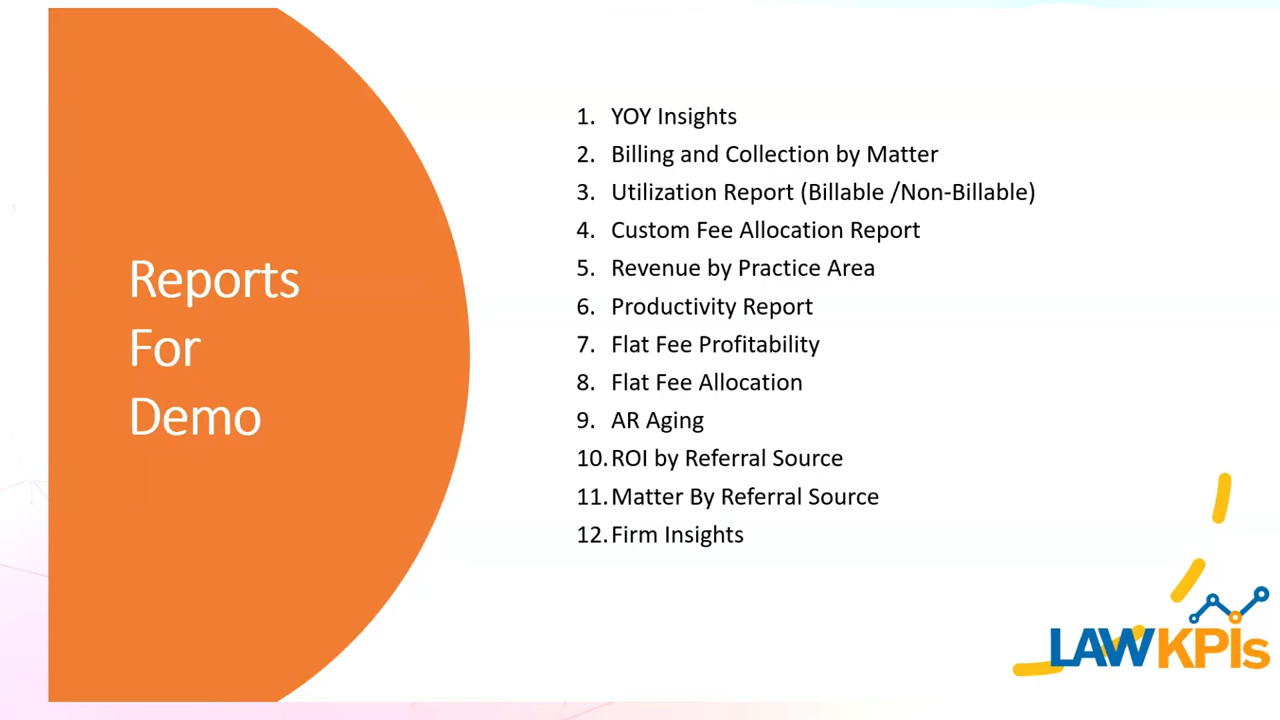 Reports
For
Demo
1. YOY Insights
2. Billing and Collection by Matter
3. Utilization Report (Billable /Non-Billable)
4. Custom Fee Allocation Report
5. Revenue by Practice Area
6. Productivity Report
7. Flat Fee Profitability
8. Flat Fee Allocation
9. AR Aging
10. ROI by Referral Source
11. Matter By Referral Source
12. Firm Insights
LAWKPIs